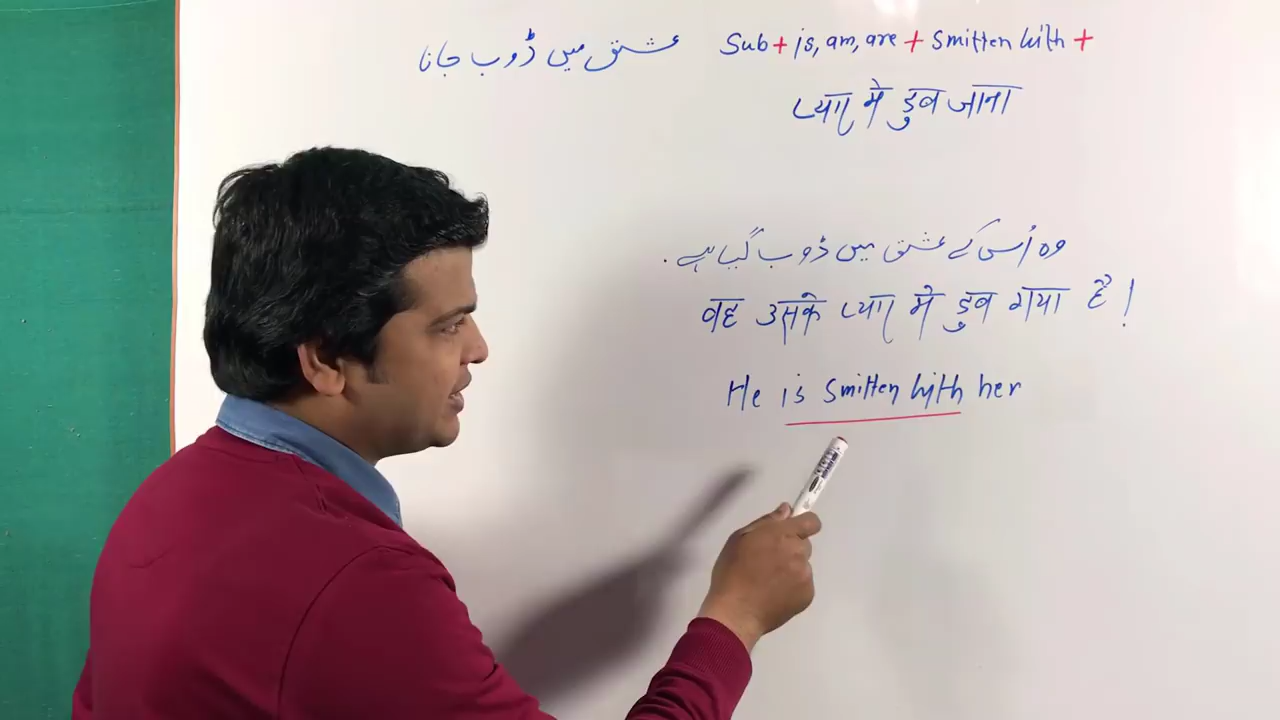 عشق میں ڈوب جانا Sub + is, am, are + Smitten with +
प्यार मे डुब जाना
وہ اُس کے عشق میں ڈوب گیا ہے۔
वह उसके प्यार मे डुब गया है !
He is Smitten with her